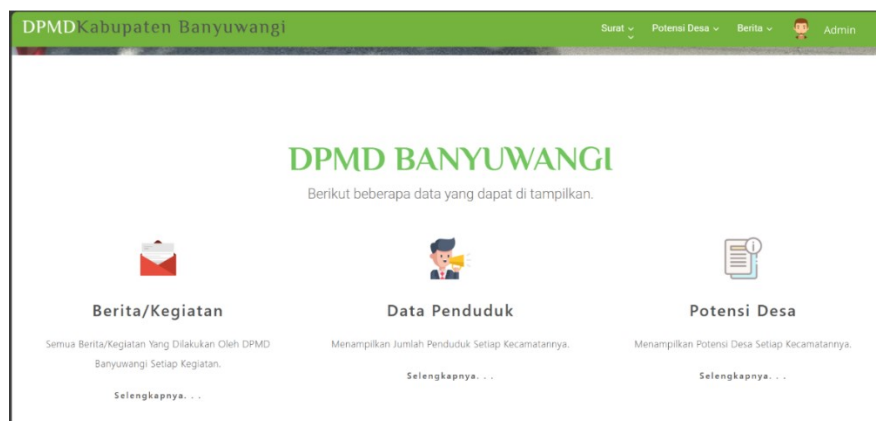 DPMDKabupaten Banyuwangi
Surat Potensi Desa Berita Admin
DPMD BANYUWANGI
Berikut beberapa data yang dapat di tampilkan.
Berita/Kegiatan
Semua Berita/Kegiatan Yang Dilakukan Oleh DPMD
Banyuwangi Setiap Kegiatan.
Selengkapnya. . .
Data Penduduk
Menampilkan Jumlah Penduduk Setiap Kecamatannya.
Selengkapnya. . .
Potensi Desa
Menampilkan Potensi Desa Setiap Kecamatannya.
Selengkapnya. . .